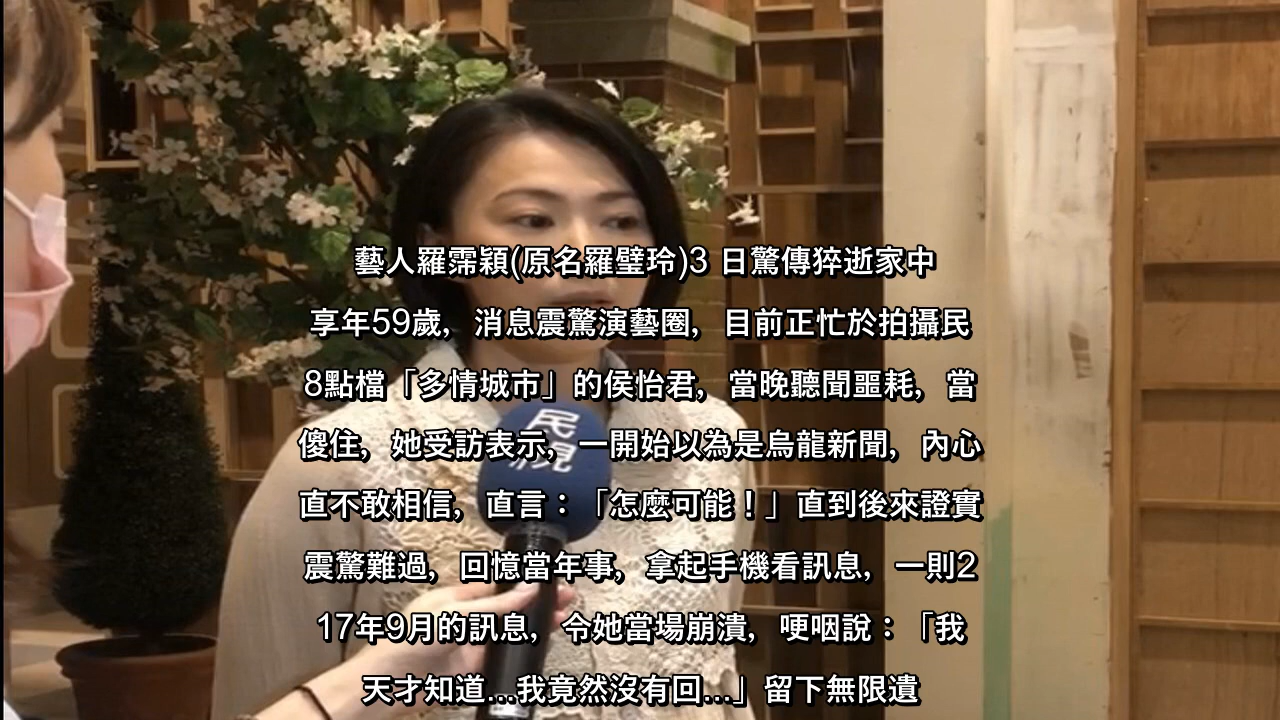 藝人羅霈穎(原名羅璧玲)3 日驚傳猝逝家中
享年59歲，消息震驚演藝圈，目前正忙於拍攝民
8點檔「多情城市」的侯怡君，當晚聽聞噩耗，當
傻住，她受訪表示，一開始以為是烏龍新聞，內心
直不敢相信，直言：「怎麼可能！」直到後來證實
震驚難過，回憶當年事，拿起手機看訊息，一則2
17年9月的訊息，令她當場崩潰，哽咽說：「我
天才知道...我竟然沒有回...」留下無限遺
民視